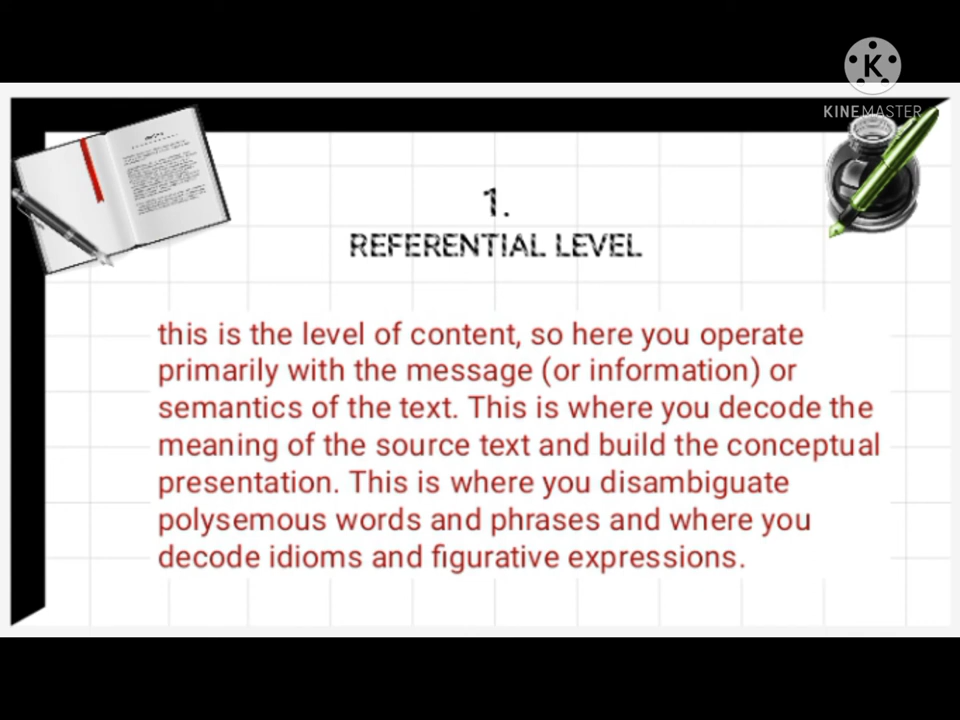 K
KINEMASTER
1.
REFERENTIAL LEVEL
this is the level of content, so here you operate
primarily with the message (or information) or
semantics of the text. This is where you decode the
meaning of the source text and build the conceptual
presentation. This is where you disambiguate
polysemous words and phrases and where you
decode idioms and figurative expressions.